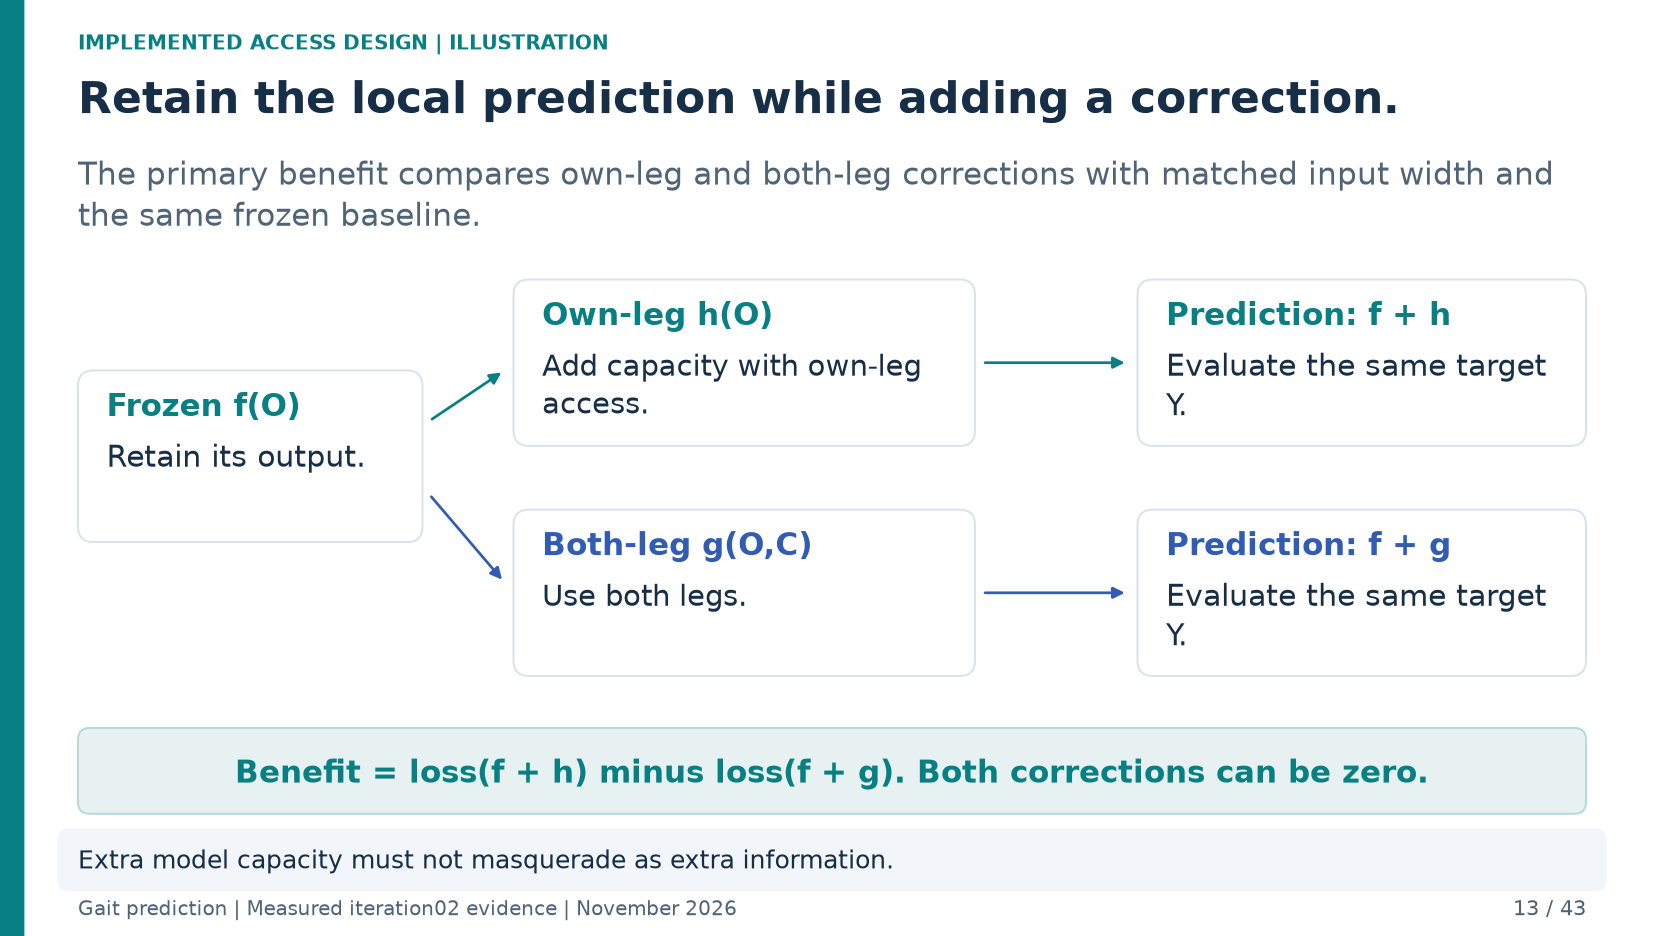 IMPLEMENTED ACCESS DESIGN | ILLUSTRATION
Retain the local prediction while adding a correction.
The primary benefit compares own-leg and both-leg corrections with matched input width and
the same frozen baseline.
Frozen f(O)
Retain its output.
Own-leg h(O)
Add capacity with own-leg
access.
Prediction: f + h
Evaluate the same target
Y.
Both-leg g(O,C)
Use both legs.
Prediction: f + g
Evaluate the same target
Y.
Benefit = loss(f + h) minus loss(f + g). Both corrections can be zero.
Extra model capacity must not masquerade as extra information.
Gait prediction | Measured iteration02 evidence | November 2026
13 / 43